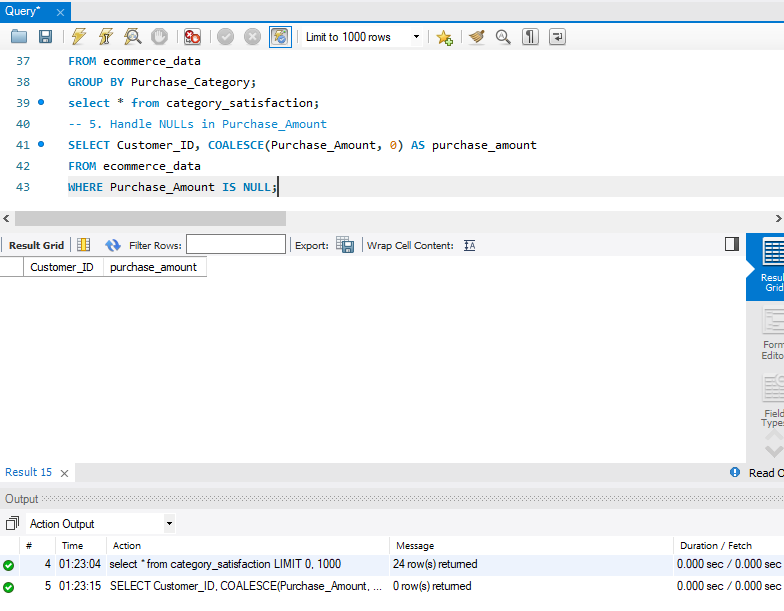 Query*
Limit to 1000 rows
37 FROM ecommerce_data
38 GROUP BY Purchase_Category;
39 select * from category_satisfaction;
40 -- 5. Handle NULLs in Purchase_Amount
41 SELECT Customer_ID, COALESCE(Purchase_Amount, 0) AS purchase_amount
42 FROM ecommerce_data
43 WHERE Purchase_Amount IS NULL;
Result Grid Filter Rows: Export: Wrap Cell Content: IA
Customer_ID purchase_amount
Resul
Grid
Form
Edito
Field
Types
Result 15 Read O
Output
Action Output
# Time Action Message Duration / Fetch
4 01:23:04 select * from category_satisfaction LIMIT 0, 1000 24 row(s) returned 0.000 sec / 0.000 sec
5 01:23:15 SELECT Customer_ID, COALESCE(Purchase_Amount, ... 0 row(s) returned 0.000 sec / 0.000 sec